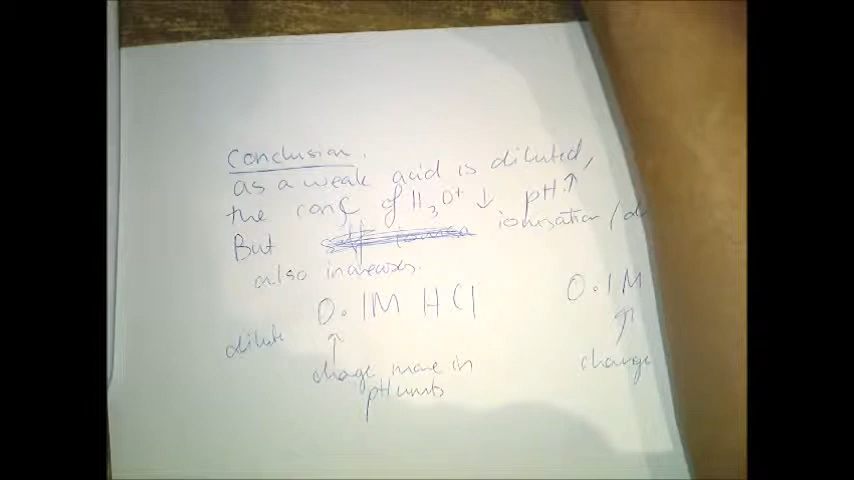 Conclusion.
as a weak acid is diluted,
the conc of H₃O⁺ ↓ pH ↑
But ionization /
also increases.
0.1M HCl 0.1M
dilute ↑ ↑
change more in change
pH units